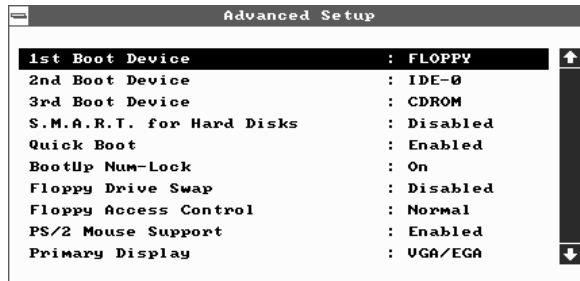 Advanced Setup
1st Boot Device : FLOPPY
2nd Boot Device : IDE-0
3rd Boot Device : CDROM
S.M.A.R.T. for Hard Disks : Disabled
Quick Boot : Enabled
BootUp Num-Lock : On
Floppy Drive Swap : Disabled
Floppy Access Control : Normal
PS/2 Mouse Support : Enabled
Primary Display : VGA/EGA